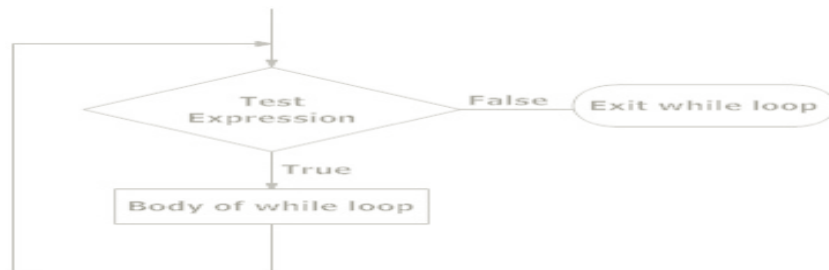 Test
Expression
False
Exit while loop
True
Body of while loop